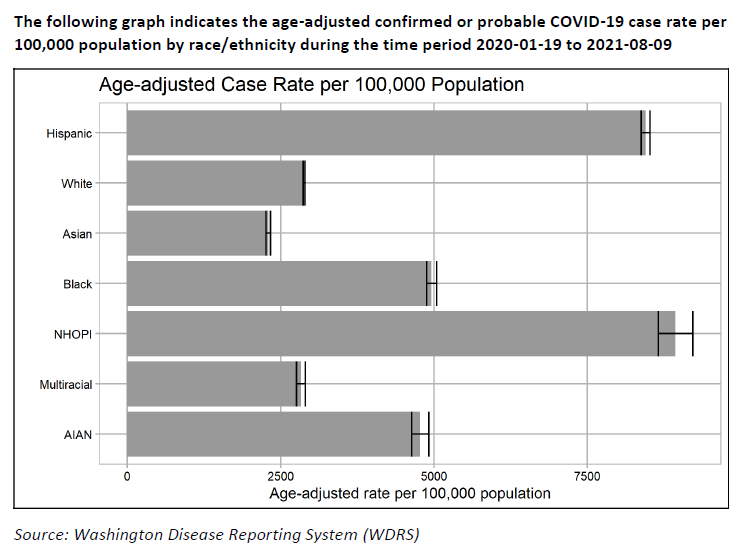 The following graph indicates the age-adjusted confirmed or probable COVID-19 case rate per
100,000 population by race/ethnicity during the time period 2020-01-19 to 2021-08-09
Age-adjusted Case Rate per 100,000 Population
Hispanic
White
Asian
Black
NHOPI
Multiracial
AIAN
0 2500 5000 7500
Age-adjusted rate per 100,000 population
Source: Washington Disease Reporting System (WDRS)